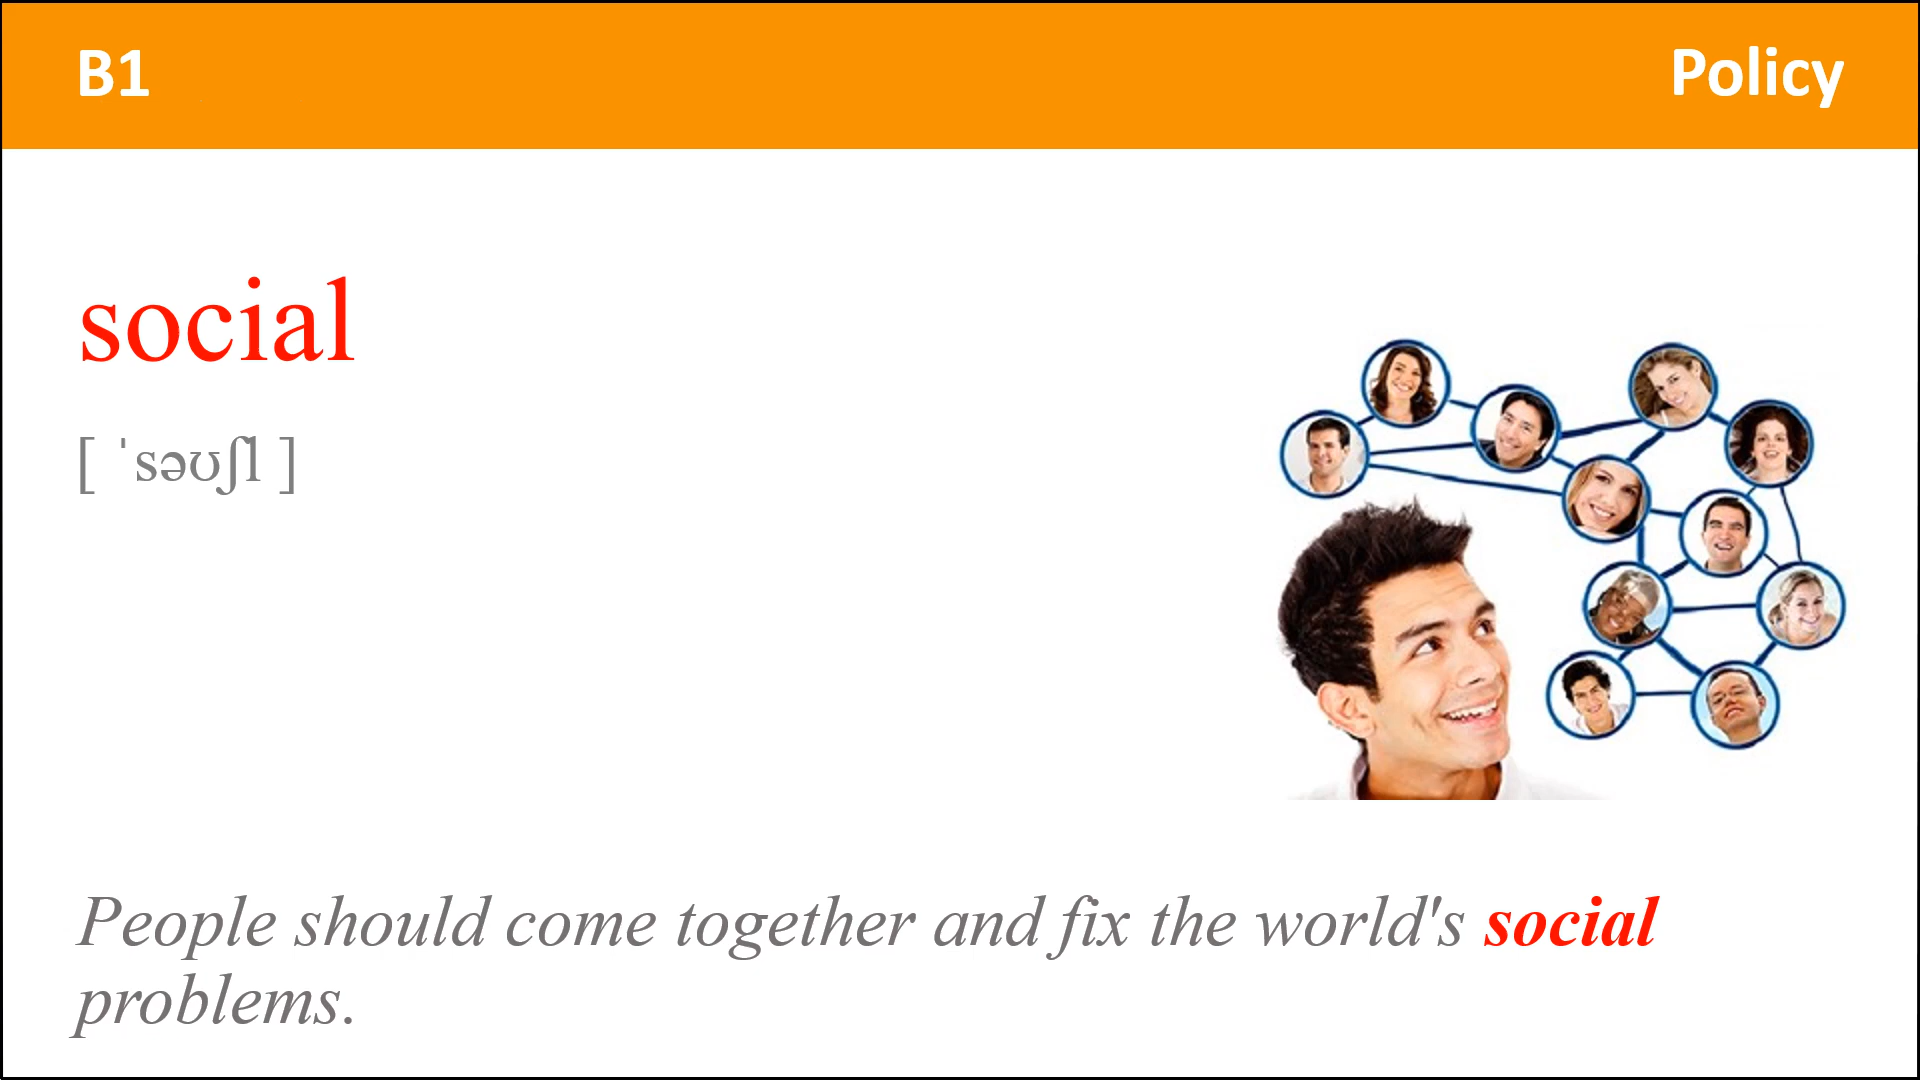 B1
Policy
social
[ ˈsəʊʃl ]
People should come together and fix the world's social
problems.